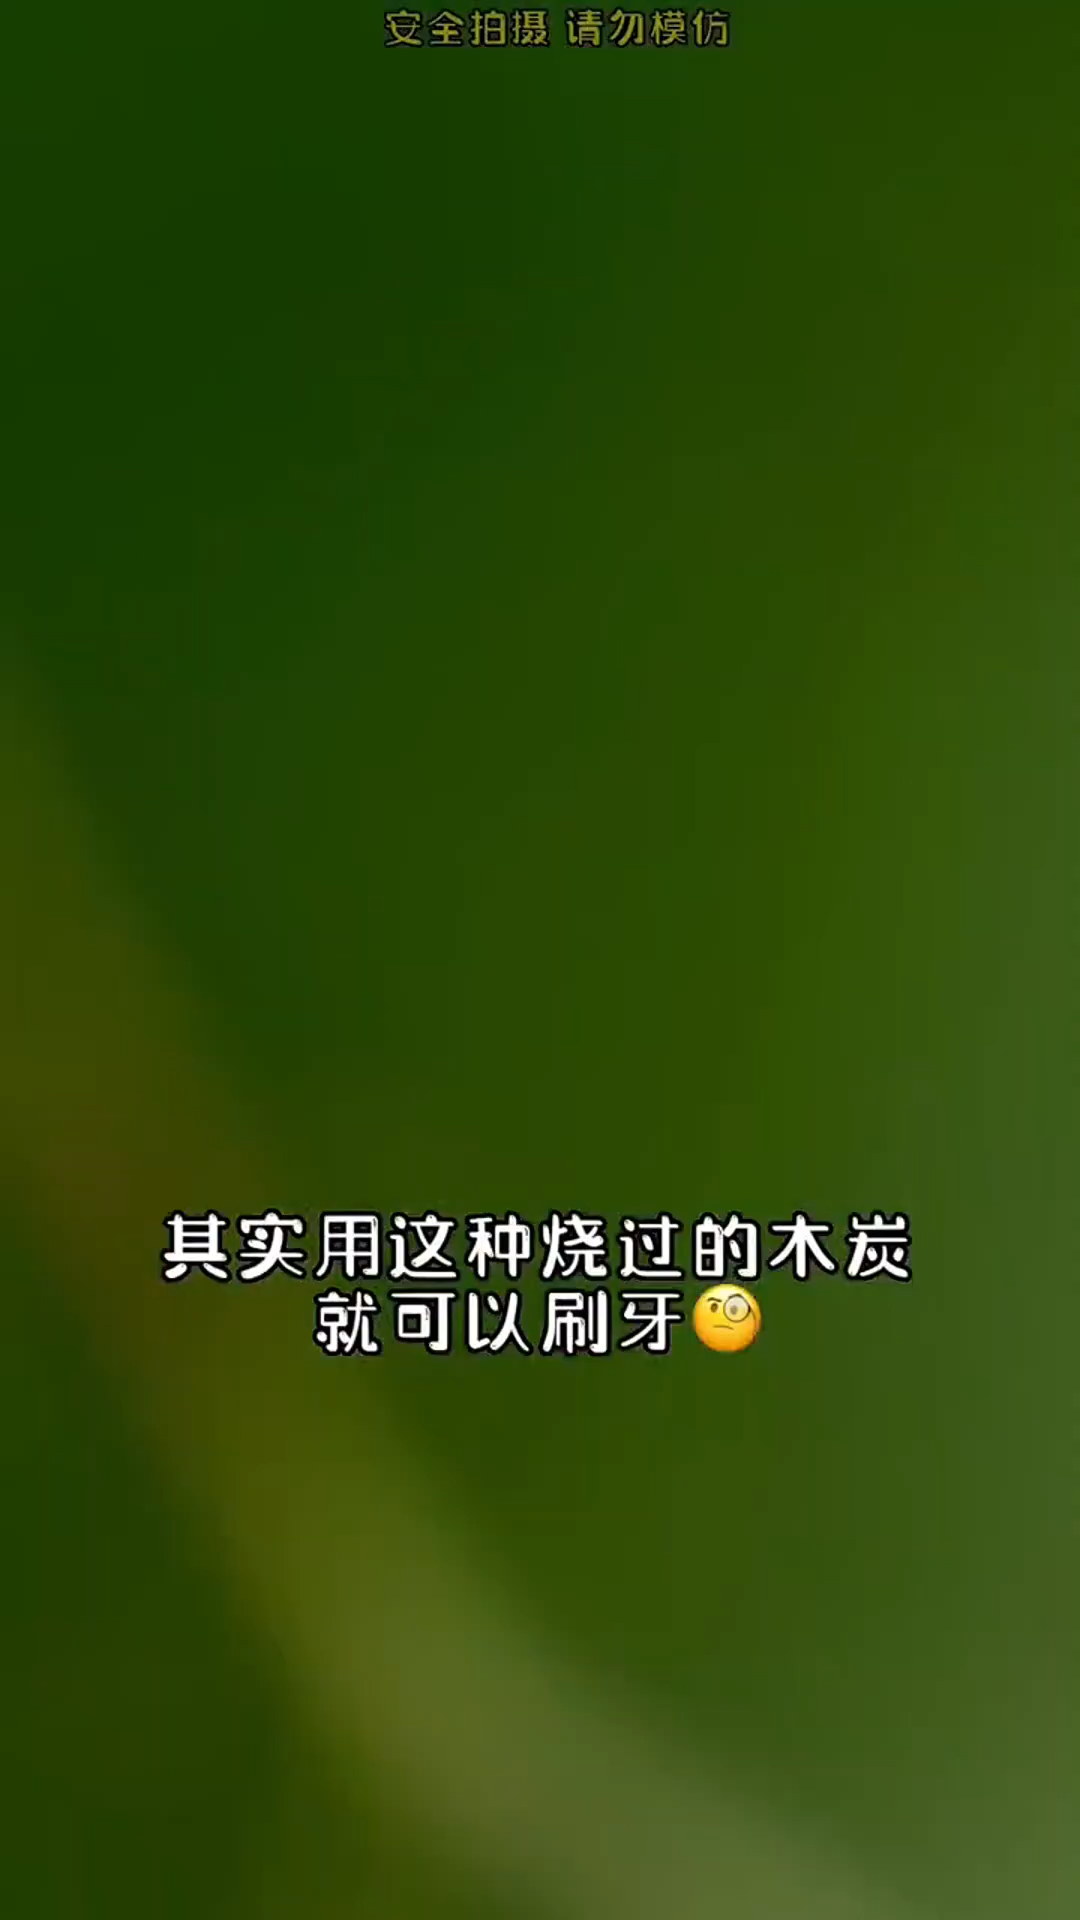 安全拍摄 请勿模仿
其实用这种烧过的木炭
就可以刷牙🧐